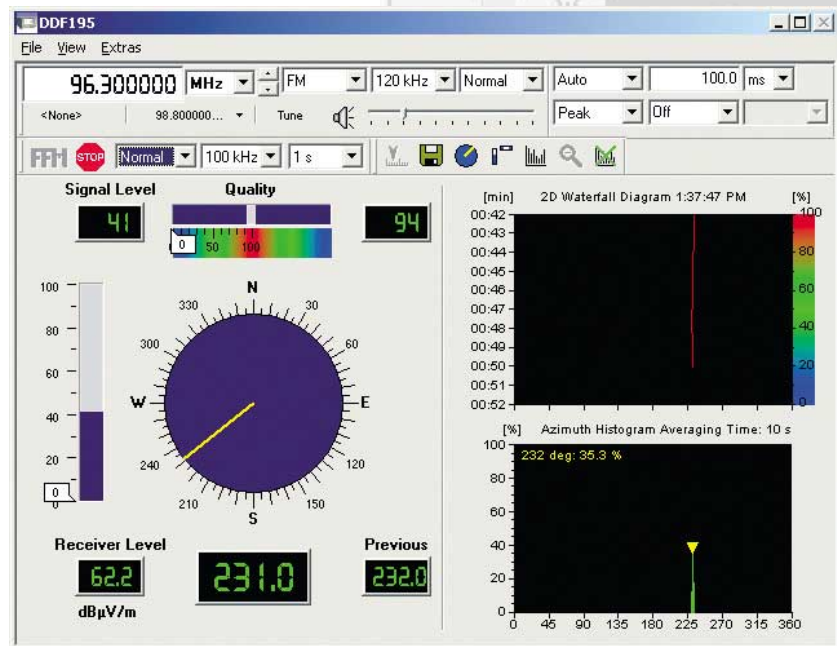 DDF195
File View Extras
96.300000 MHz FM 120 kHz Normal Auto 100.0 ms
<None> 98.800000... Tune Peak Off
FFM STOP Normal 100 kHz 1 s
Signal Level Quality
41 94
0 50 100
100
80
60
40
20
0
0
N
30
60
E
120
150
S
210
240
W
300
330
Receiver Level Previous
62.2 231.0 232.0
dBµV/m
[min] 2D Waterfall Diagram 1:37:47 PM [%]
00:42 100
00:43
00:44 80
00:45
00:46 60
00:47
00:48 40
00:49
00:50 20
00:51
00:52 0
[%] Azimuth Histogram Averaging Time: 10 s
232 deg: 35.3 %
100
80
60
40
20
0
0 45 90 135 180 225 270 315 360